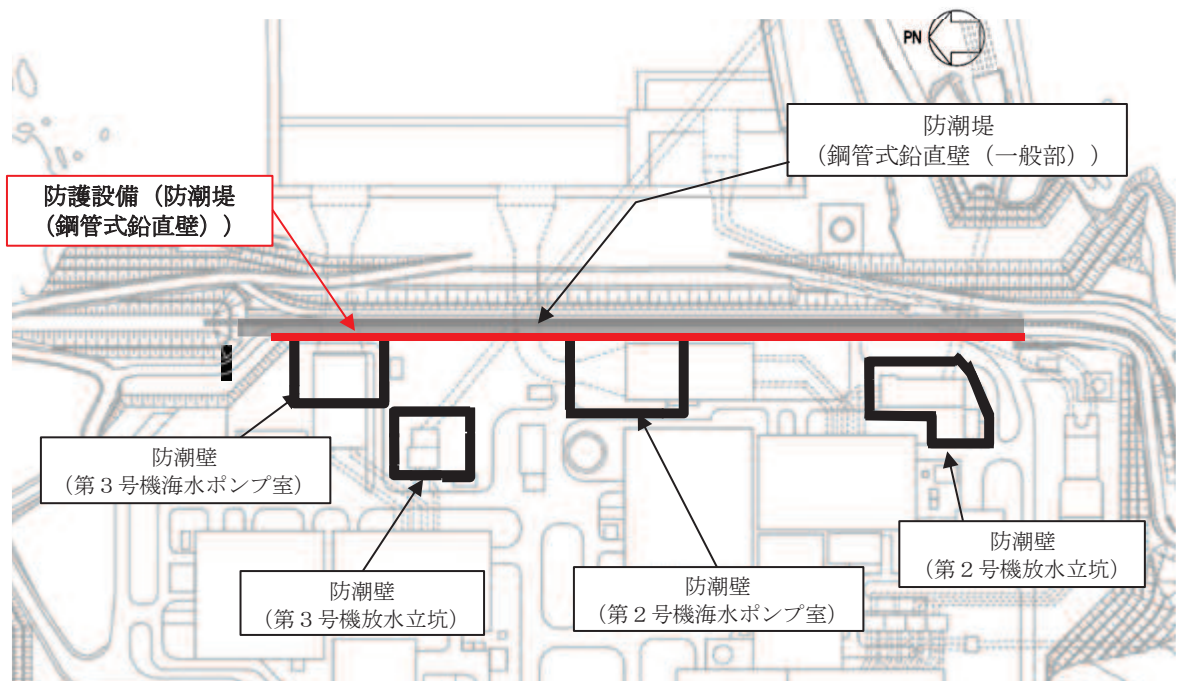 PN
防潮堤
（鋼管式鉛直壁（一般部））
防護設備（防潮堤
（鋼管式鉛直壁））
防潮壁
（第３号機海水ポンプ室）
防潮壁
（第３号機放水立坑）
防潮壁
（第２号機海水ポンプ室）
防潮壁
（第２号機放水立坑）